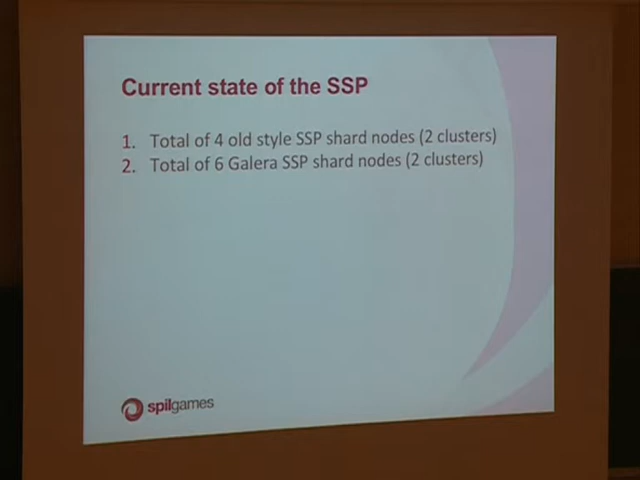 Current state of the SSP
1. Total of 4 old style SSP shard nodes (2 clusters)
2. Total of 6 Galera SSP shard nodes (2 clusters)
spilgames